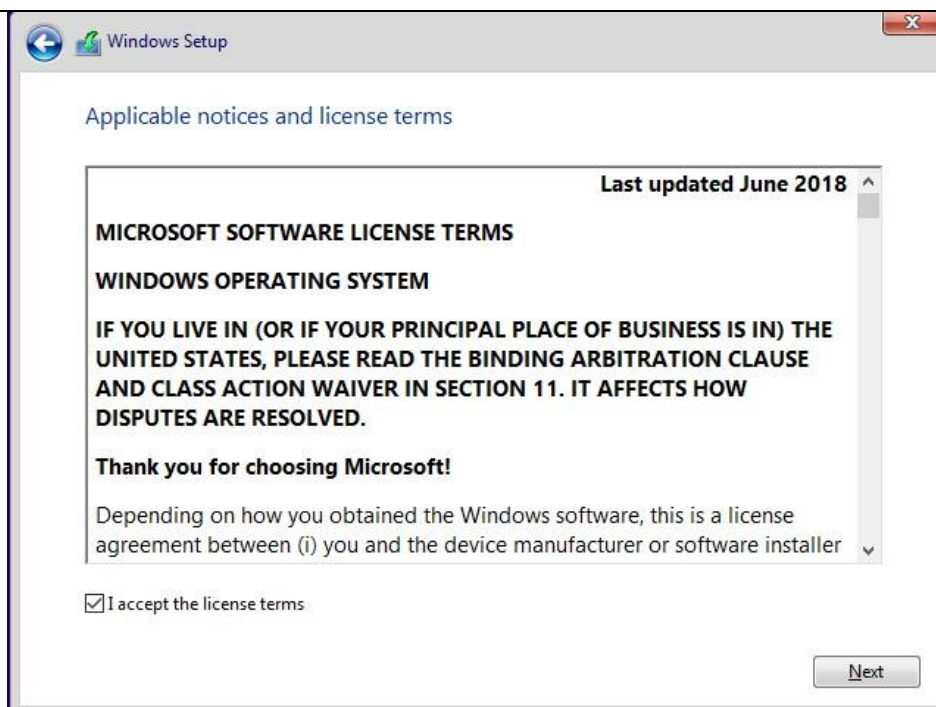 Windows Setup
Applicable notices and license terms
Last updated June 2018
MICROSOFT SOFTWARE LICENSE TERMS
WINDOWS OPERATING SYSTEM
IF YOU LIVE IN (OR IF YOUR PRINCIPAL PLACE OF BUSINESS IS IN) THE
UNITED STATES, PLEASE READ THE BINDING ARBITRATION CLAUSE
AND CLASS ACTION WAIVER IN SECTION 11. IT AFFECTS HOW
DISPUTES ARE RESOLVED.
Thank you for choosing Microsoft!
Depending on how you obtained the Windows software, this is a license
agreement between (i) you and the device manufacturer or software installer
I accept the license terms
Next